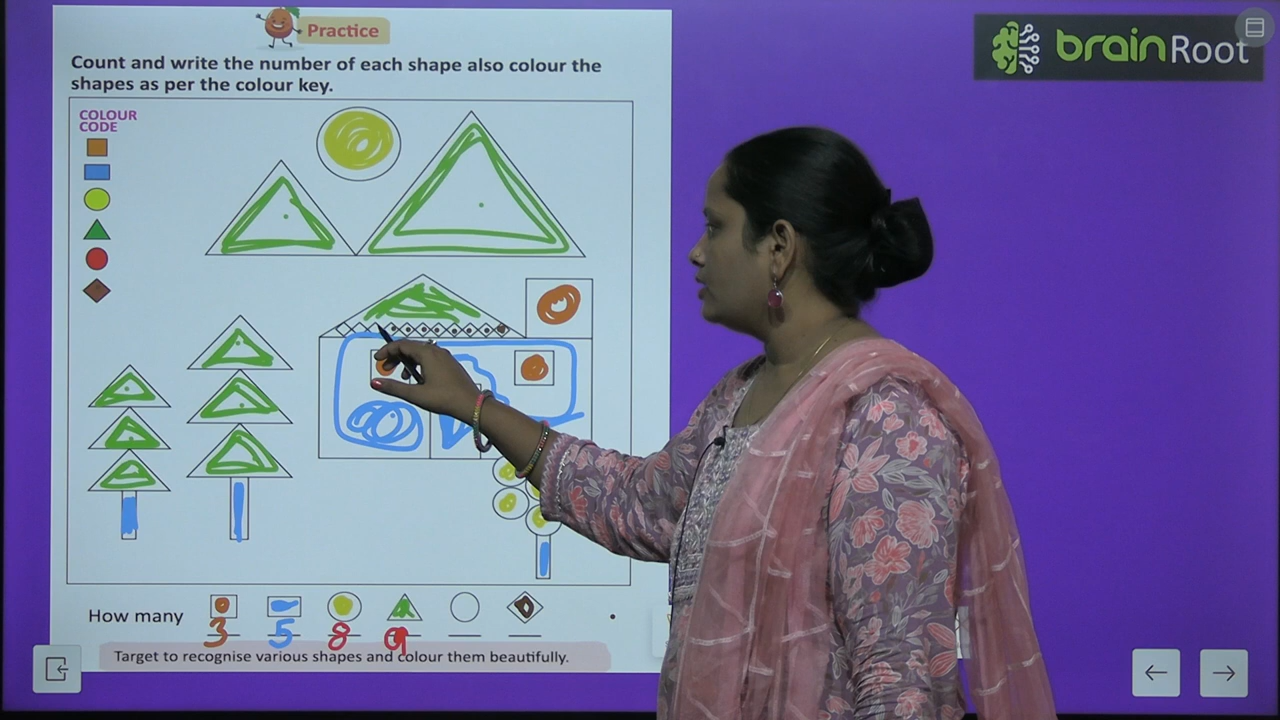 Practice
brainRoot
Count and write the number of each shape also colour the
shapes as per the colour key.
COLOUR
CODE
How many
3 5 8 9
Target to recognise various shapes and colour them beautifully.